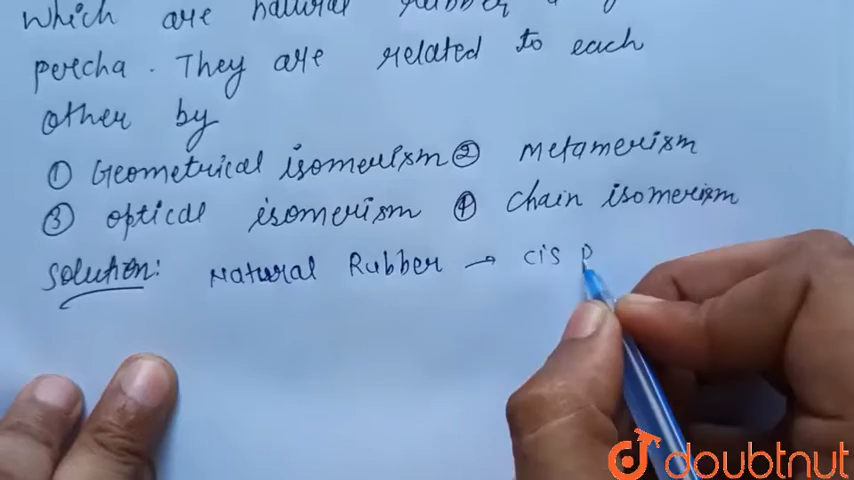 which are natural rubber
percha. They are related to each
other by
① Geometrical isomerism ② metamerism
③ optical isomerism ④ chain isomerism
Solution: Natural Rubber → cis P
doubtnut